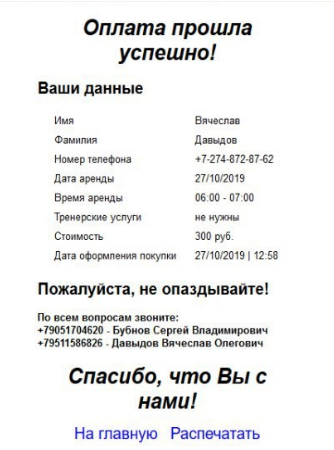 Оплата прошла
успешно!
Ваши данные
Имя Вячеслав
Фамилия Давыдов
Номер телефона +7-274-872-87-62
Дата аренды 27/10/2019
Время аренды 06:00 - 07:00
Тренерские услуги не нужны
Стоимость 300 руб.
Дата оформления покупки 27/10/2019 | 12:58
Пожалуйста, не опаздывайте!
По всем вопросам звоните:
+79051704620 - Бубнов Сергей Владимирович
+79511586826 - Давыдов Вячеслав Олегович
Спасибо, что Вы с
нами!
На главную Распечатать